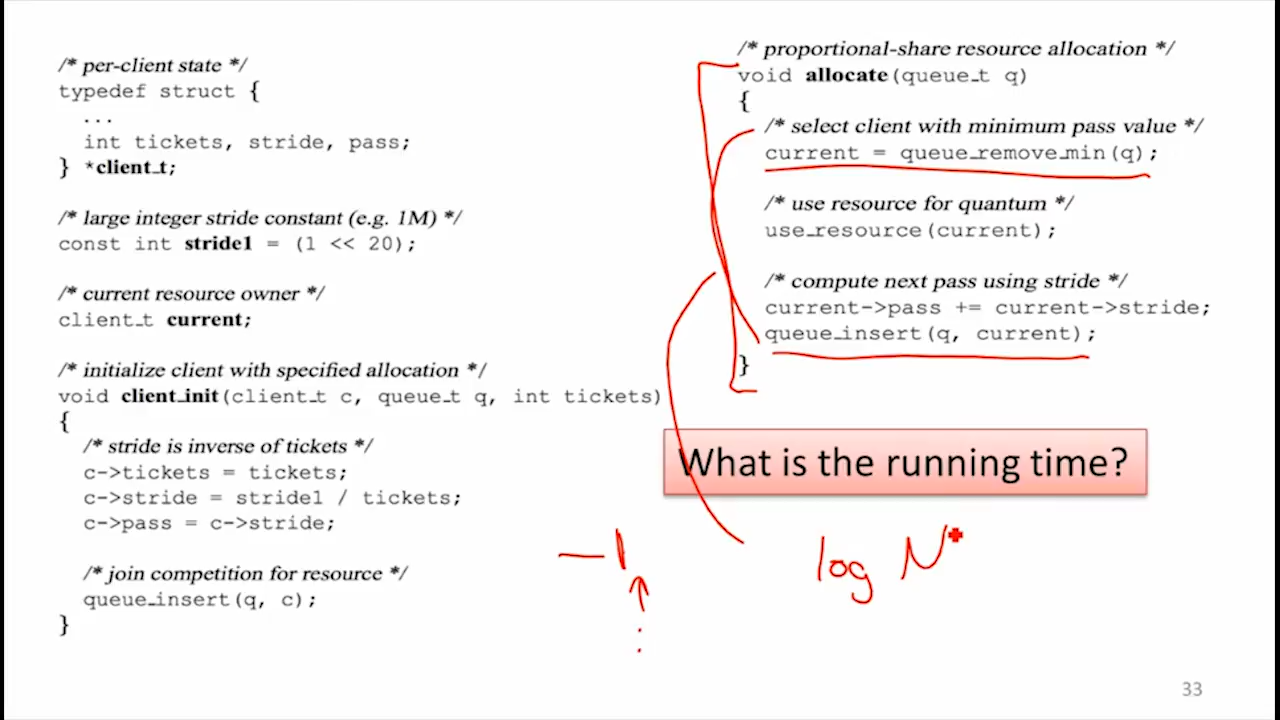 /* per-client state */
typedef struct {
...
int tickets, stride, pass;
} *client_t;
/* large integer stride constant (e.g. 1M) */
const int stride1 = (1 << 20);
/* current resource owner */
client_t current;
/* initialize client with specified allocation */
void client_init(client_t c, queue_t q, int tickets)
{
/* stride is inverse of tickets */
c->tickets = tickets;
c->stride = stride1 / tickets;
c->pass = c->stride;
/* join competition for resource */
queue_insert(q, c);
}
/* proportional-share resource allocation */
void allocate(queue_t q)
{
/* select client with minimum pass value */
current = queue_remove_min(q);
/* use resource for quantum */
use_resource(current);
/* compute next pass using stride */
current->pass += current->stride;
queue_insert(q, current);
}
What is the running time?
log N
33